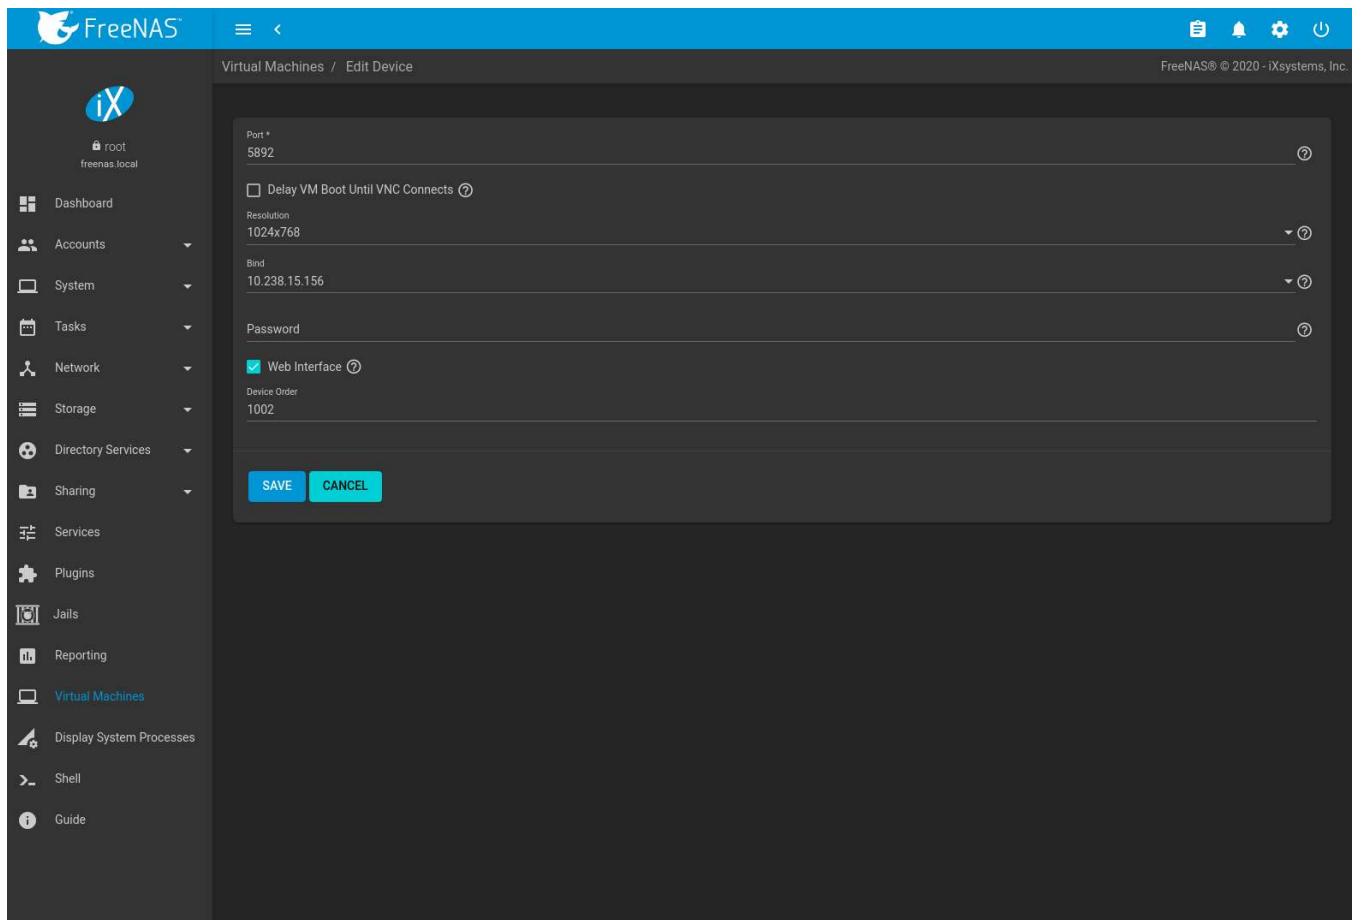 FreeNAS®
Virtual Machines / Edit Device
FreeNAS® © 2020 - iXsystems, Inc.
iX
root
freenas.local
Dashboard
Accounts
System
Tasks
Network
Storage
Directory Services
Sharing
Services
Plugins
Jails
Reporting
Virtual Machines
Display System Processes
Shell
Guide
Port *
5892
Delay VM Boot Until VNC Connects
Resolution
1024x768
Bind
10.238.15.156
Password
Web Interface
Device Order
1002
SAVE CANCEL